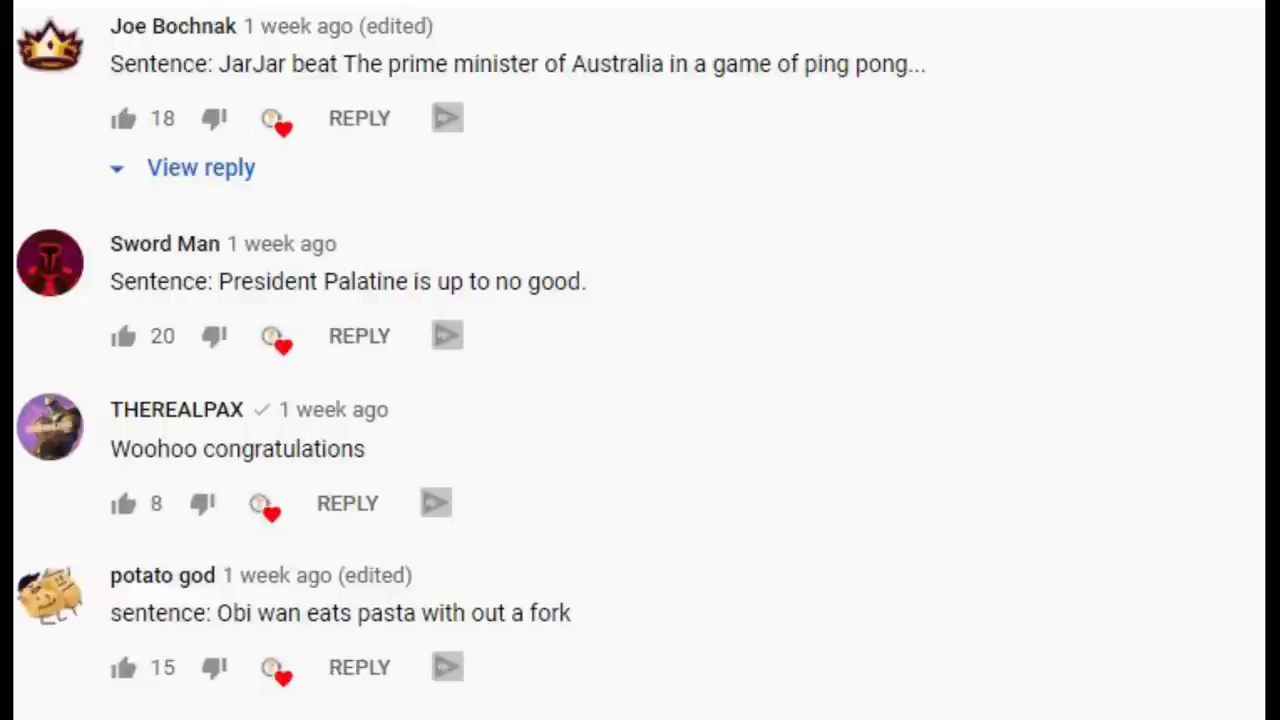 Joe Bochnak 1 week ago (edited)
Sentence: JarJar beat The prime minister of Australia in a game of ping pong...
18 REPLY
View reply
Sword Man 1 week ago
Sentence: President Palatine is up to no good.
20 REPLY
THEREALPAX 1 week ago
Woohoo congratulations
8 REPLY
potato god 1 week ago (edited)
sentence: Obi wan eats pasta with out a fork
15 REPLY